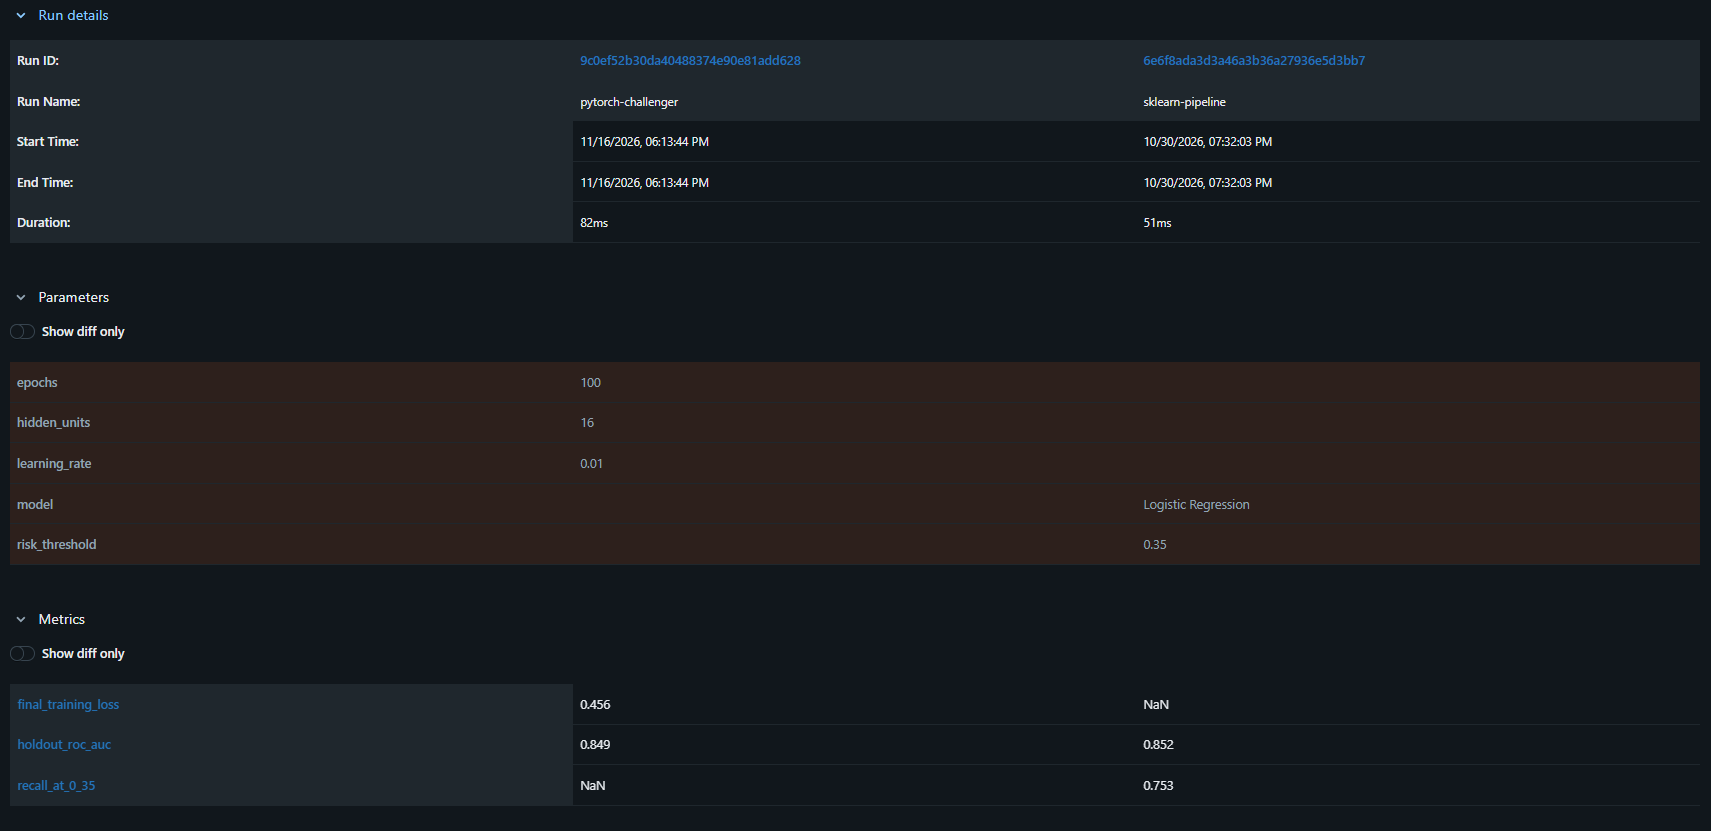 Run details
Run ID: 9c0ef52b30da40488374e90e81add628 6e6f8ada3d3a46a3b36a27936e5d3bb7
Run Name: pytorch-challenger sklearn-pipeline
Start Time: 11/16/2026, 06:13:44 PM 10/30/2026, 07:32:03 PM
End Time: 11/16/2026, 06:13:44 PM 10/30/2026, 07:32:03 PM
Duration: 82ms 51ms
Parameters
Show diff only
epochs 100
hidden_units 16
learning_rate 0.01
model Logistic Regression
risk_threshold 0.35
Metrics
Show diff only
final_training_loss 0.456 NaN
holdout_roc_auc 0.849 0.852
recall_at_0_35 NaN 0.753